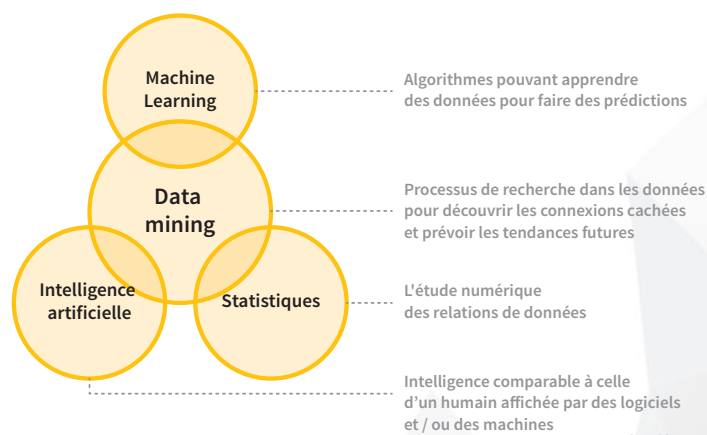 Machine
Learning
Algorithmes pouvant apprendre
des données pour faire des prédictions
Data
mining
Processus de recherche dans les données
pour découvrir les connexions cachées
et prévoir les tendances futures
Intelligence
artificielle
Statistiques
L'étude numérique
des relations de données
Intelligence comparable à celle
d’un humain affichée par des logiciels
et / ou des machines